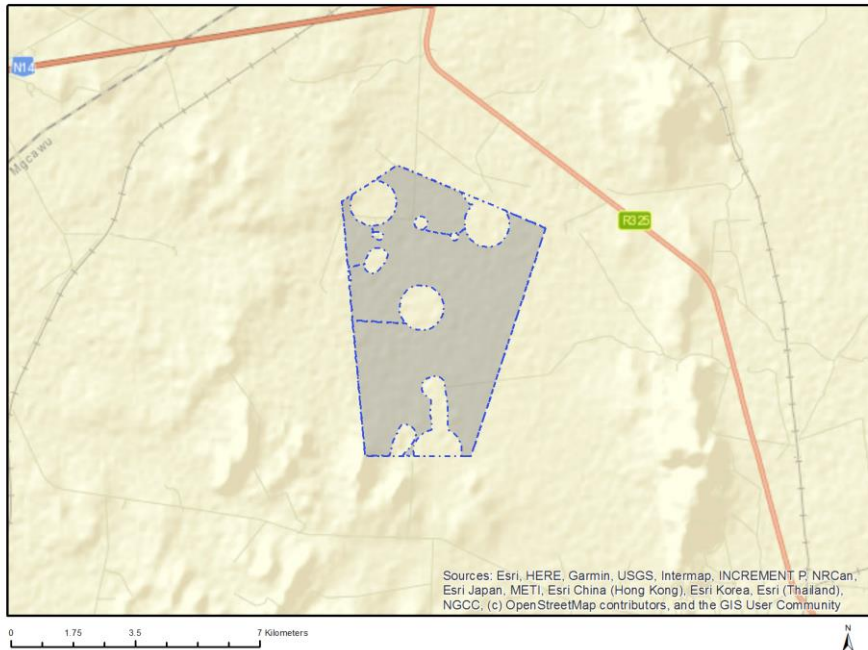 N14
Mgcawu
R325
Sources: Esri, HERE, Garmin, USGS, Intermap, INCREMENT P, NRCan,
Esri Japan, METI, Esri China (Hong Kong), Esri Korea, Esri (Thailand),
NGCC, (c) OpenStreetMap contributors, and the GIS User Community
0 1.75 3.5 7 Kilometers
N